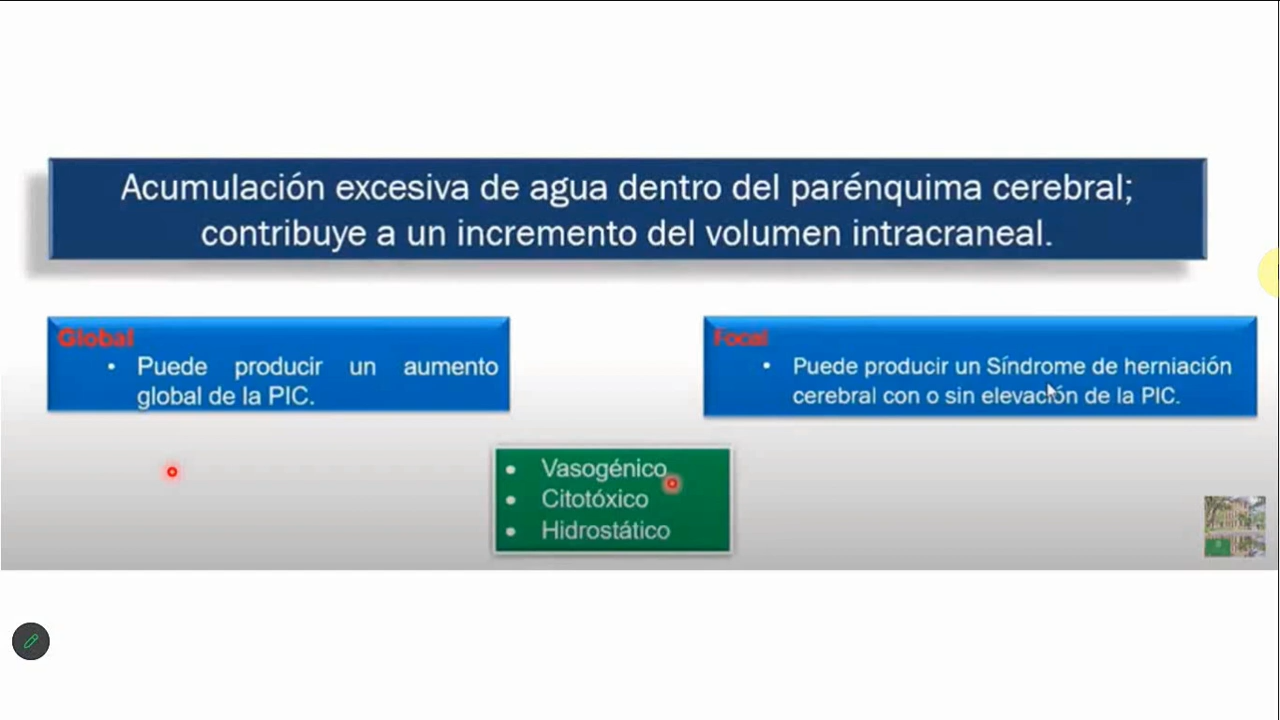 Acumulación excesiva de agua dentro del parénquima cerebral;
contribuye a un incremento del volumen intracraneal.
Global
• Puede producir un aumento
global de la PIC.
Focal
• Puede producir un Síndrome de herniación
cerebral con o sin elevación de la PIC.
• Vasogénico
• Citotóxico
• Hidrostático